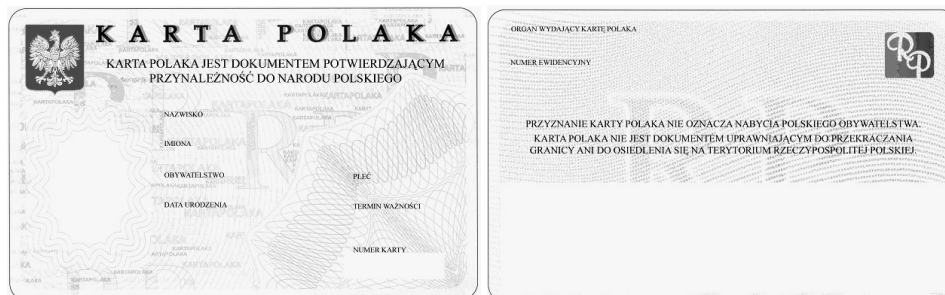 KARTA POLAKA
KARTA POLAKA JEST DOKUMENTEM POTWIERDZAJĄCYM
PRZYNALEŻNOŚĆ DO NARODU POLSKIEGO
NAZWISKO
IMIONA
OBYWATELSTWO
PŁEĆ
DATA URODZENIA
TERMIN WAŻNOŚCI
NUMER KARTY
ORGAN WYDAJĄCY KARTĘ POLAKA
NUMER EWIDENCYJNY
RP
PRZYZNANIE KARTY POLAKA NIE OZNACZA NABYCIA POLSKIEGO OBYWATELSTWA.
KARTA POLAKA NIE JEST DOKUMENTEM UPRAWNIAJĄCYM DO PRZEKRACZANIA
GRANICY ANI DO OSIEDLENIA SIĘ NA TERYTORIUM RZECZYPOSPOLITEJ POLSKIEJ.